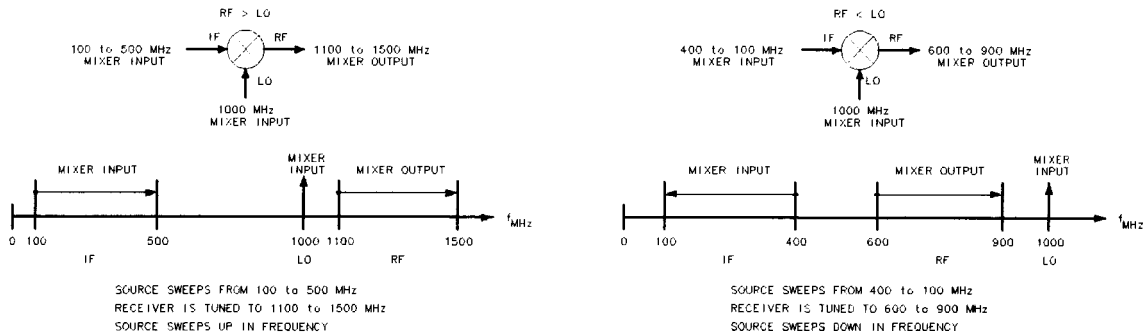 RF > LO
IF
RF
100 to 500 MHz
MIXER INPUT
1100 to 1500 MHz
MIXER OUTPUT
LO
1000 MHz
MIXER INPUT
MIXER INPUT
MIXER INPUT
MIXER OUTPUT
fMHz
0 100 500 1000 1100 1500
IF LO RF
SOURCE SWEEPS FROM 100 to 500 MHz
RECEIVER IS TUNED TO 1100 to 1500 MHz
SOURCE SWEEPS UP IN FREQUENCY
RF < LO
IF
RF
400 to 100 MHz
MIXER INPUT
600 to 900 MHz
MIXER OUTPUT
LO
1000 MHz
MIXER INPUT
MIXER INPUT
MIXER OUTPUT
MIXER INPUT
fMHz
0 100 400 600 900 1000
IF RF LO
SOURCE SWEEPS FROM 400 to 100 MHz
RECEIVER IS TUNED TO 600 to 900 MHz
SOURCE SWEEPS DOWN IN FREQUENCY